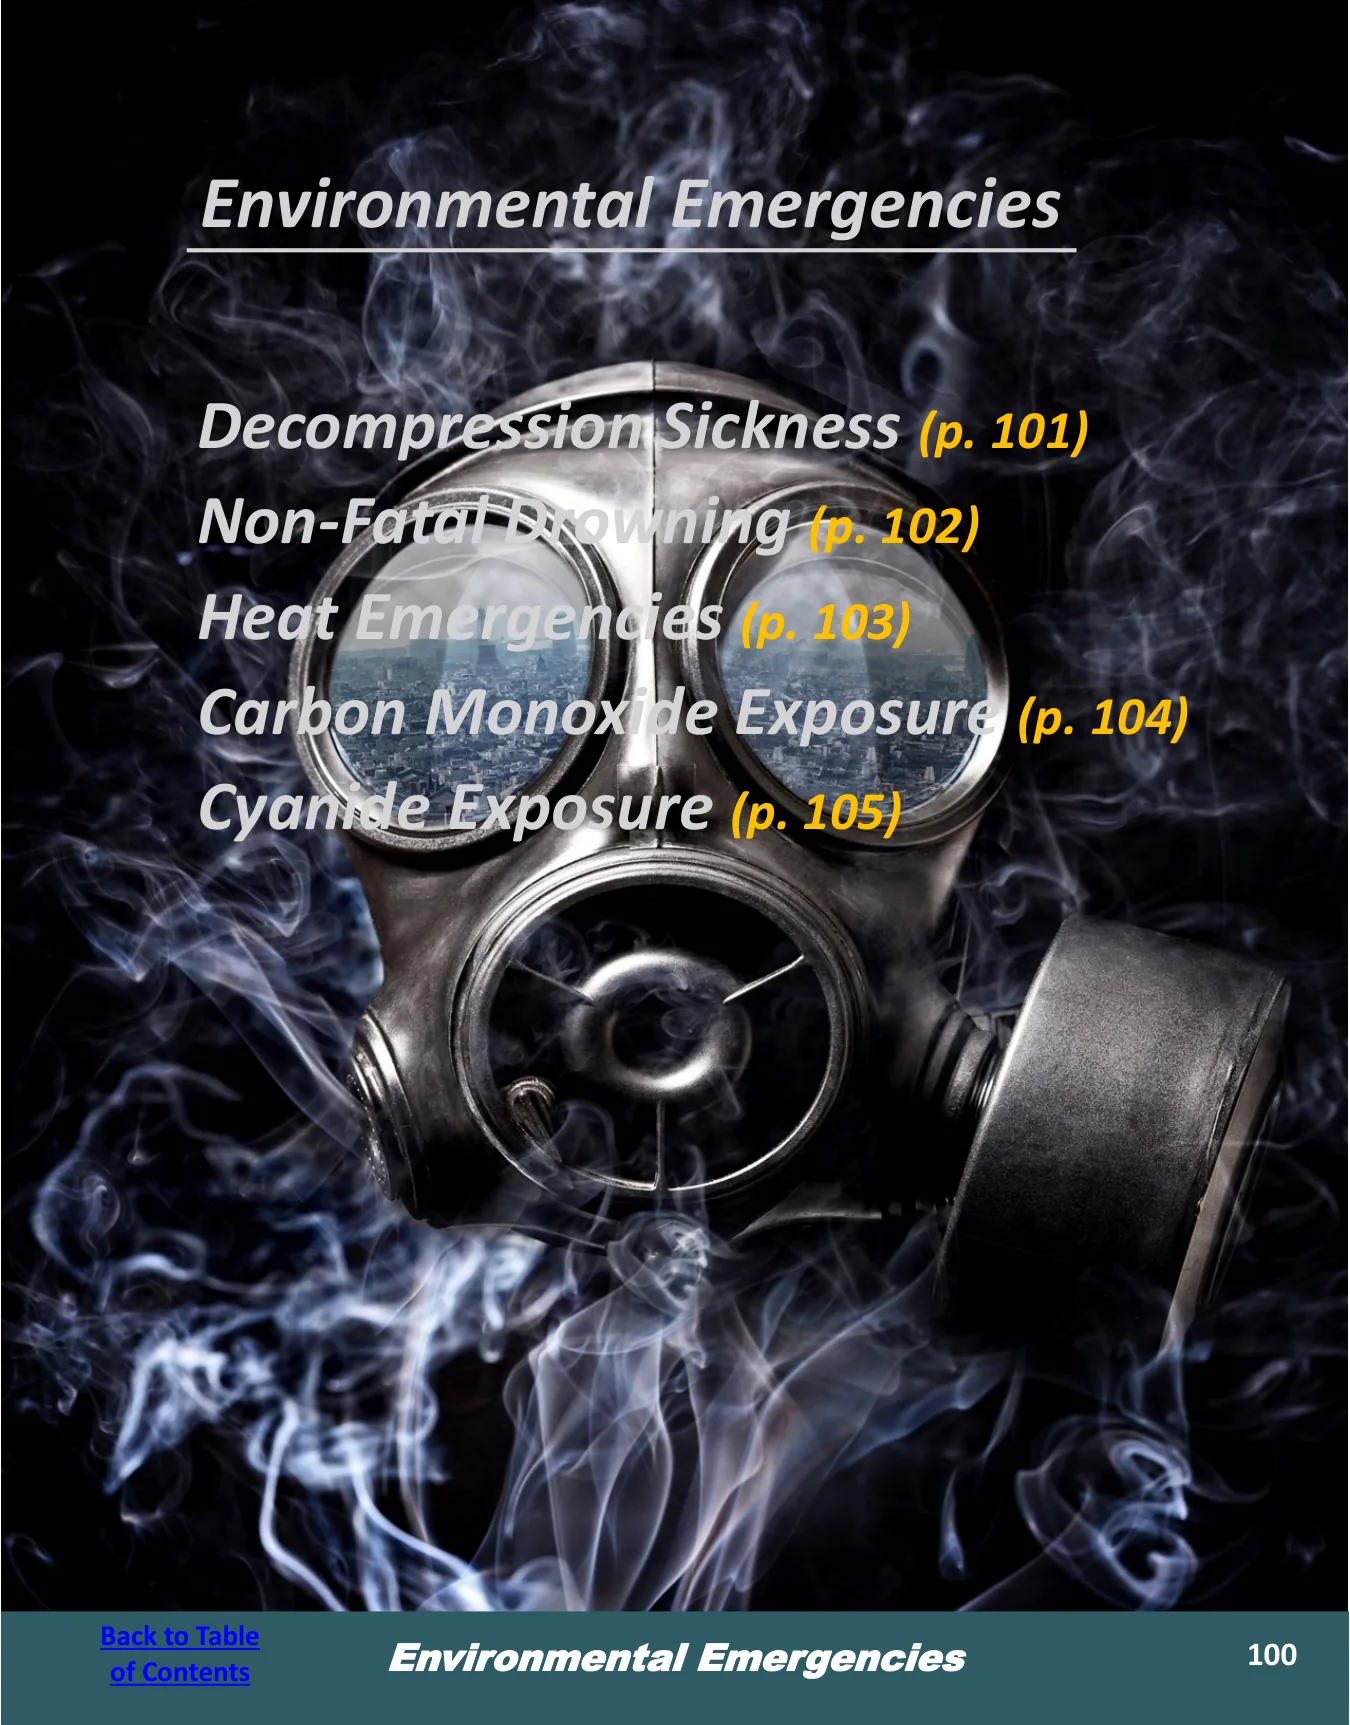 Environmental Emergencies
Decompression Sickness (p. 101)
Non-Fatal Drowning (p. 102)
Heat Emergencies (p. 103)
Carbon Monoxide Exposure (p. 104)
Cyanide Exposure (p. 105)
Back to Table
of Contents
Environmental Emergencies
100